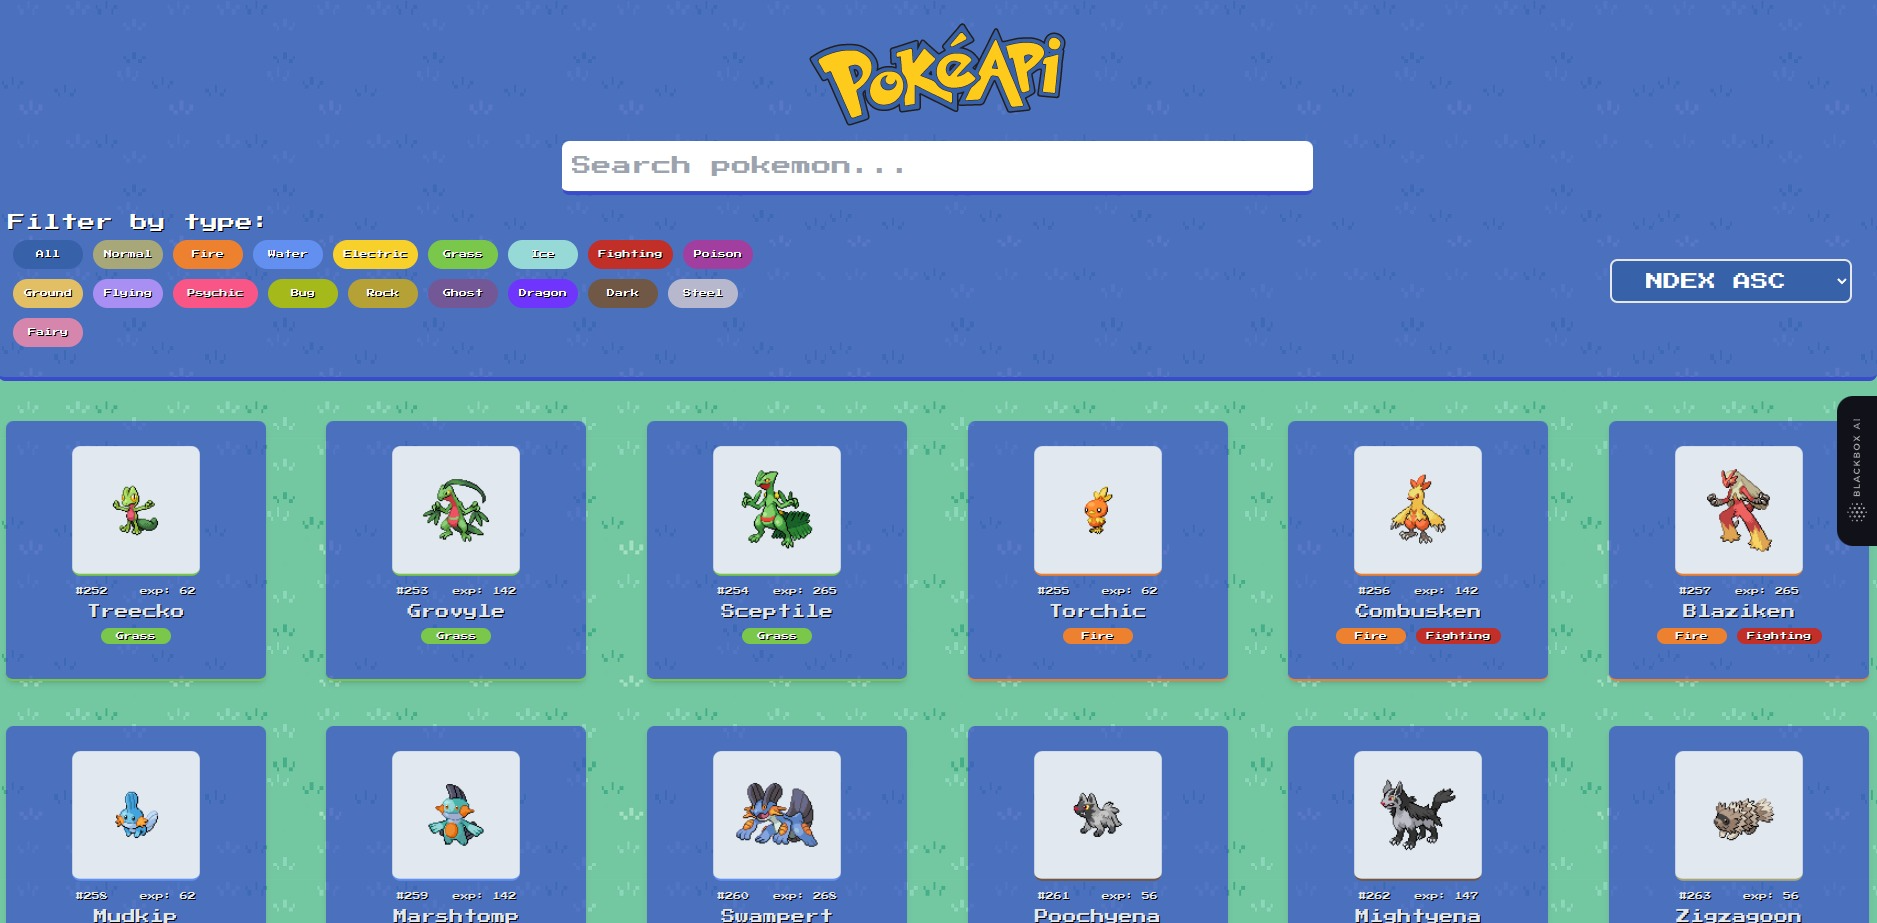 PokéApi
Search pokemon...
Filter by type:
All Normal Fire Water Electric Grass Ice Fighting Poison
Ground Flying Psychic Bug Rock Ghost Dragon Dark Steel
Fairy
NDEX ASC
BLACKBOX AI
#252 exp: 62 #253 exp: 142 #254 exp: 265 #255 exp: 62 #256 exp: 142 #257 exp: 265
Treecko Grovyle Sceptile Torchic Combusken Blaziken
Grass Grass Grass Fire Fire Fighting Fire Fighting
#258 exp: 62 #259 exp: 142 #260 exp: 268 #261 exp: 56 #262 exp: 147 #263 exp: 56
Mudkip Marshtomp Swampert Poochyena Mightyena Zigzagoon